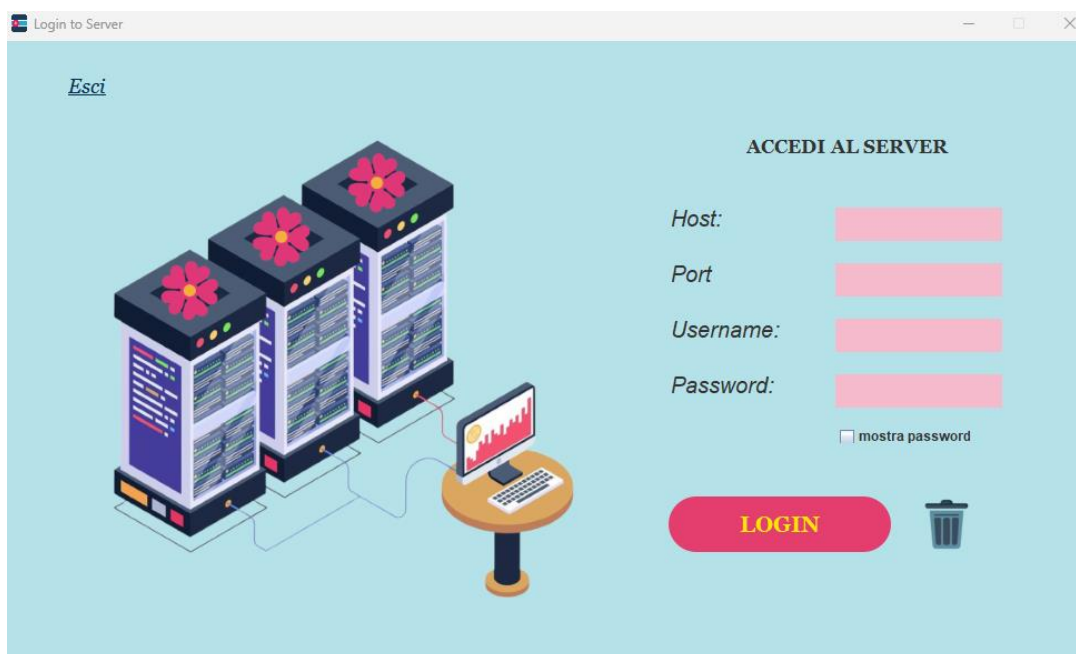 Login to Server
Esci
ACCEDI AL SERVER
Host:
Port
Username:
Password:
mostra password
LOGIN